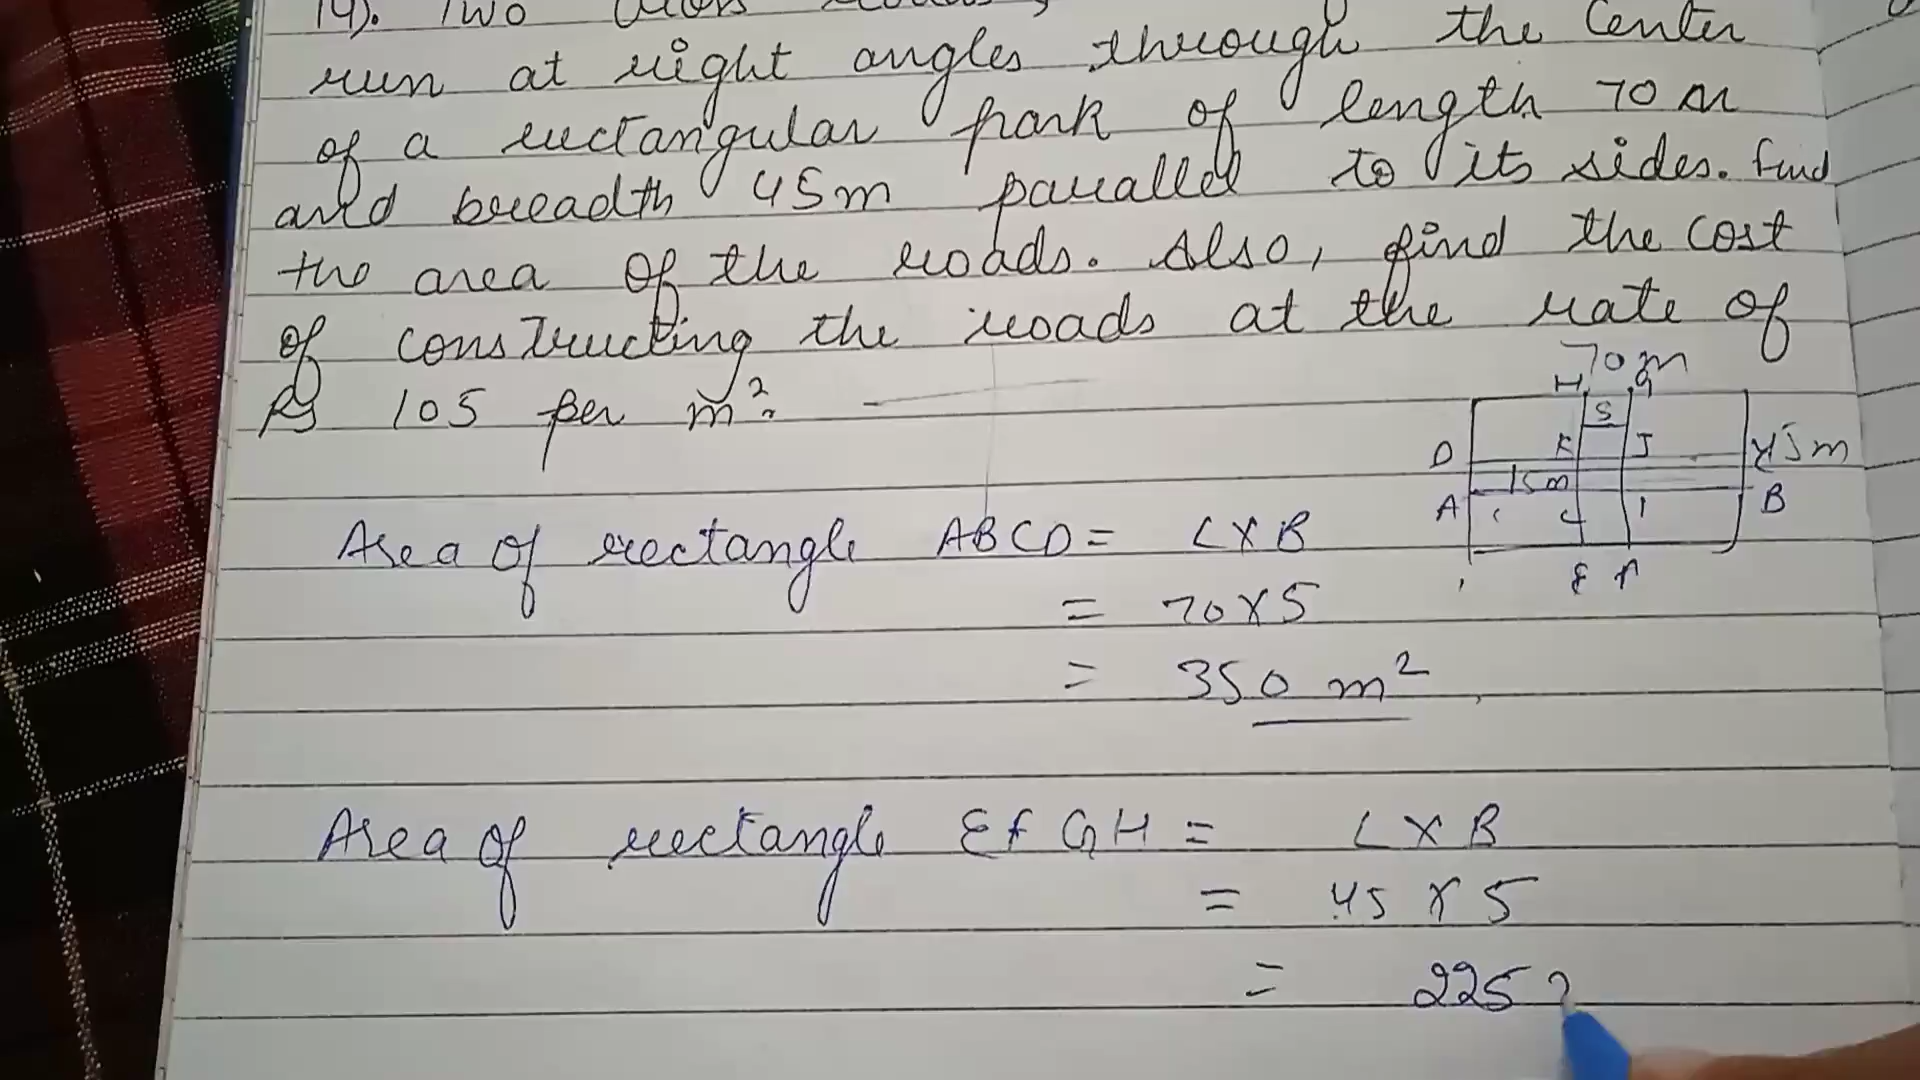 14). Two
run at right angles through the Center
of a rectangular park of length 70 m
and breadth 45m parallel to its sides. Find
the area of the roads. Also, find the cost
of constructing the roads at the rate of
Rs 105 per m².
70 m
H G
5
D K J 45m
5m
A L I B
E F
Area of rectangle ABCD = L X B
= 70 X 5
= 350 m²
Area of rectangle EFGH = L X B
= 45 X 5
= 225